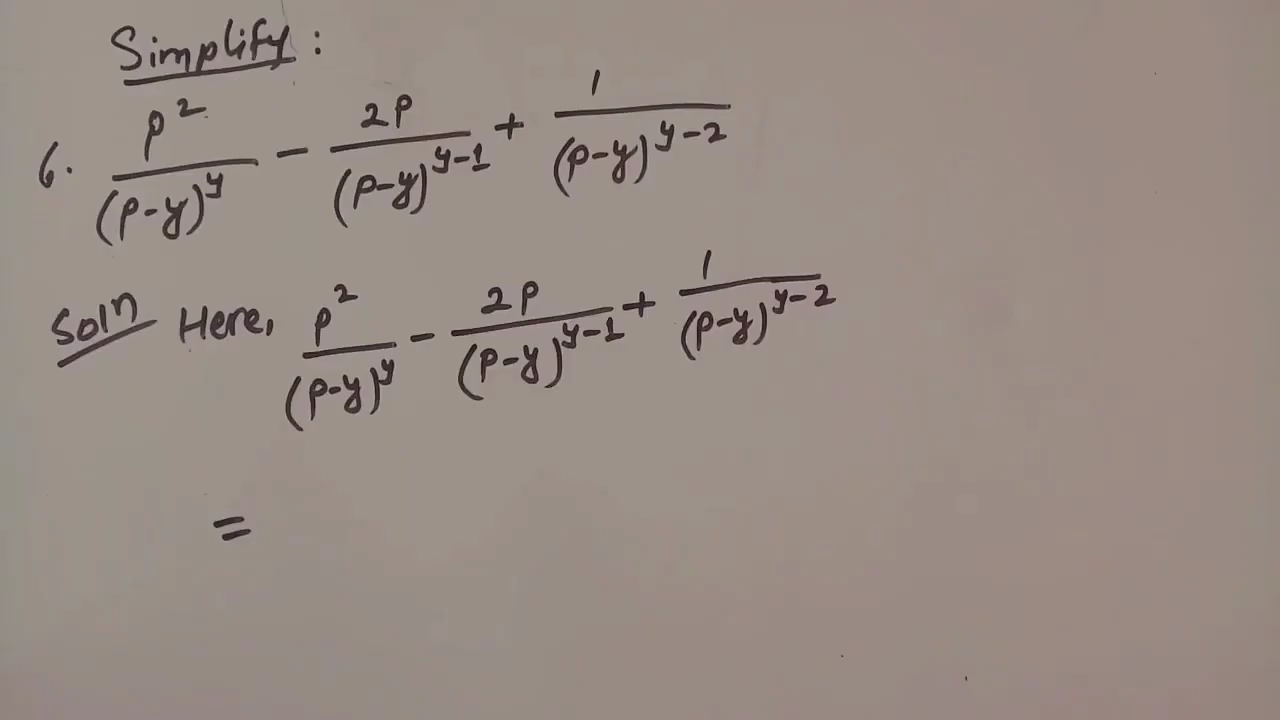 Simplify:
6. p²/(p-y)^y - 2p/(p-y)^(y-1) + 1/(p-y)^(y-2)
Soln Here, p²/(p-y)^y - 2p/(p-y)^(y-1) + 1/(p-y)^(y-2)
=